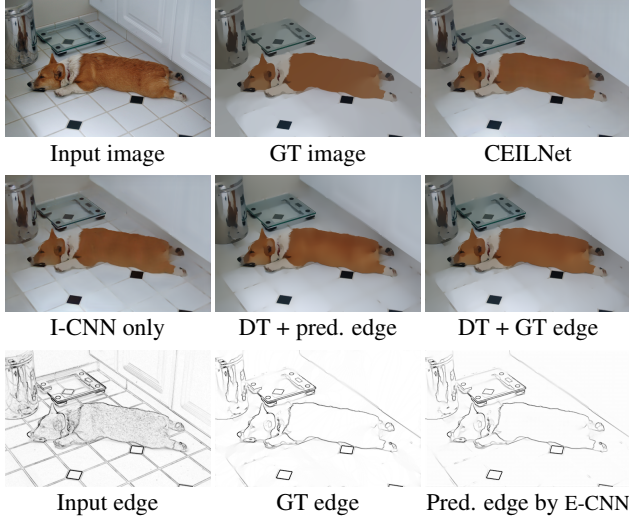 Input image
GT image
CEILNet
I-CNN only
DT + pred. edge
DT + GT edge
Input edge
GT edge
Pred. edge by E-CNN